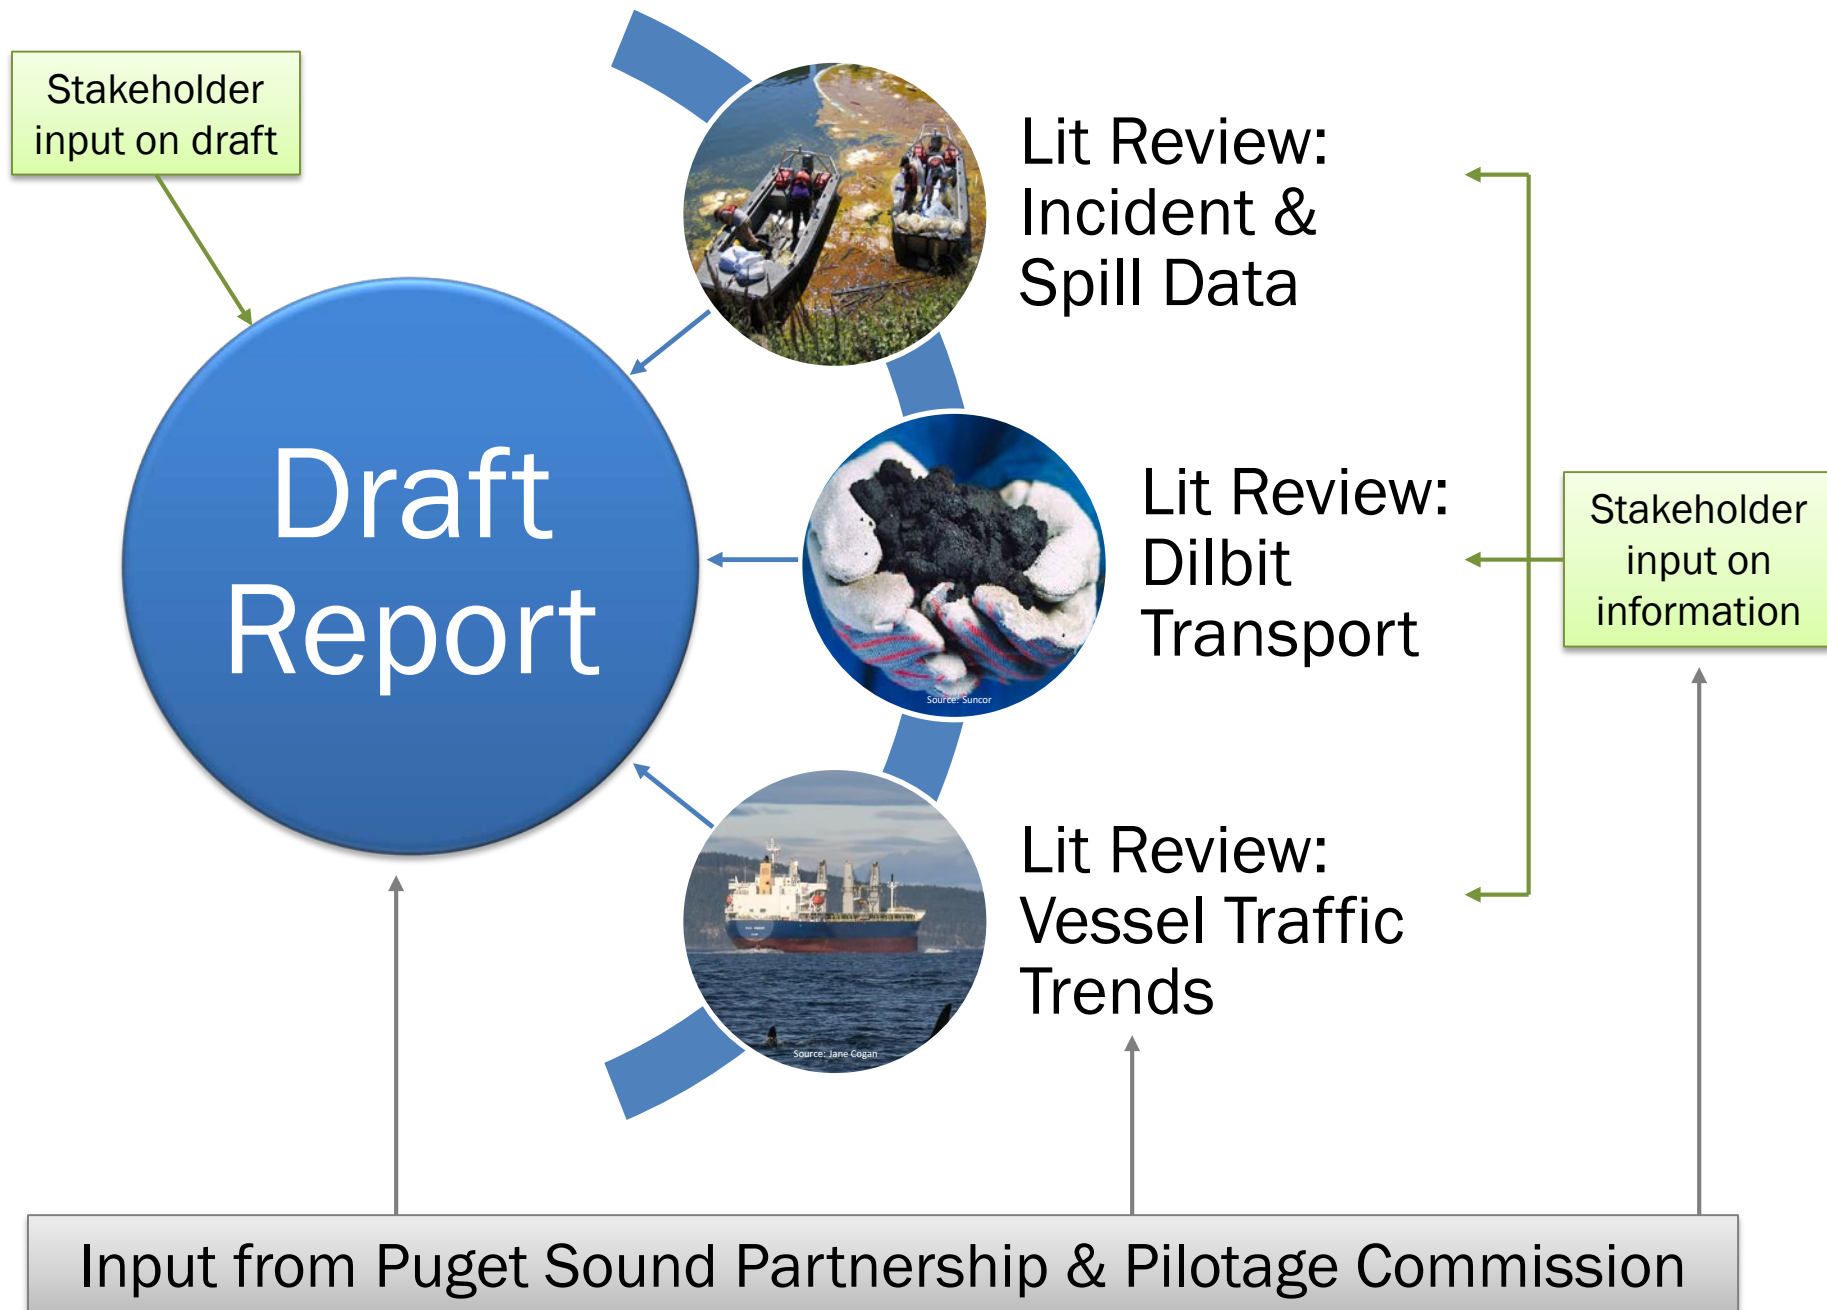 Stakeholder
input on draft
Draft
Report
Lit Review:
Incident &
Spill Data
Lit Review:
Dilbit
Transport
Source: Suncor
Lit Review:
Vessel Traffic
Trends
Source: Jane Cogan
Stakeholder
input on
information
Input from Puget Sound Partnership & Pilotage Commission